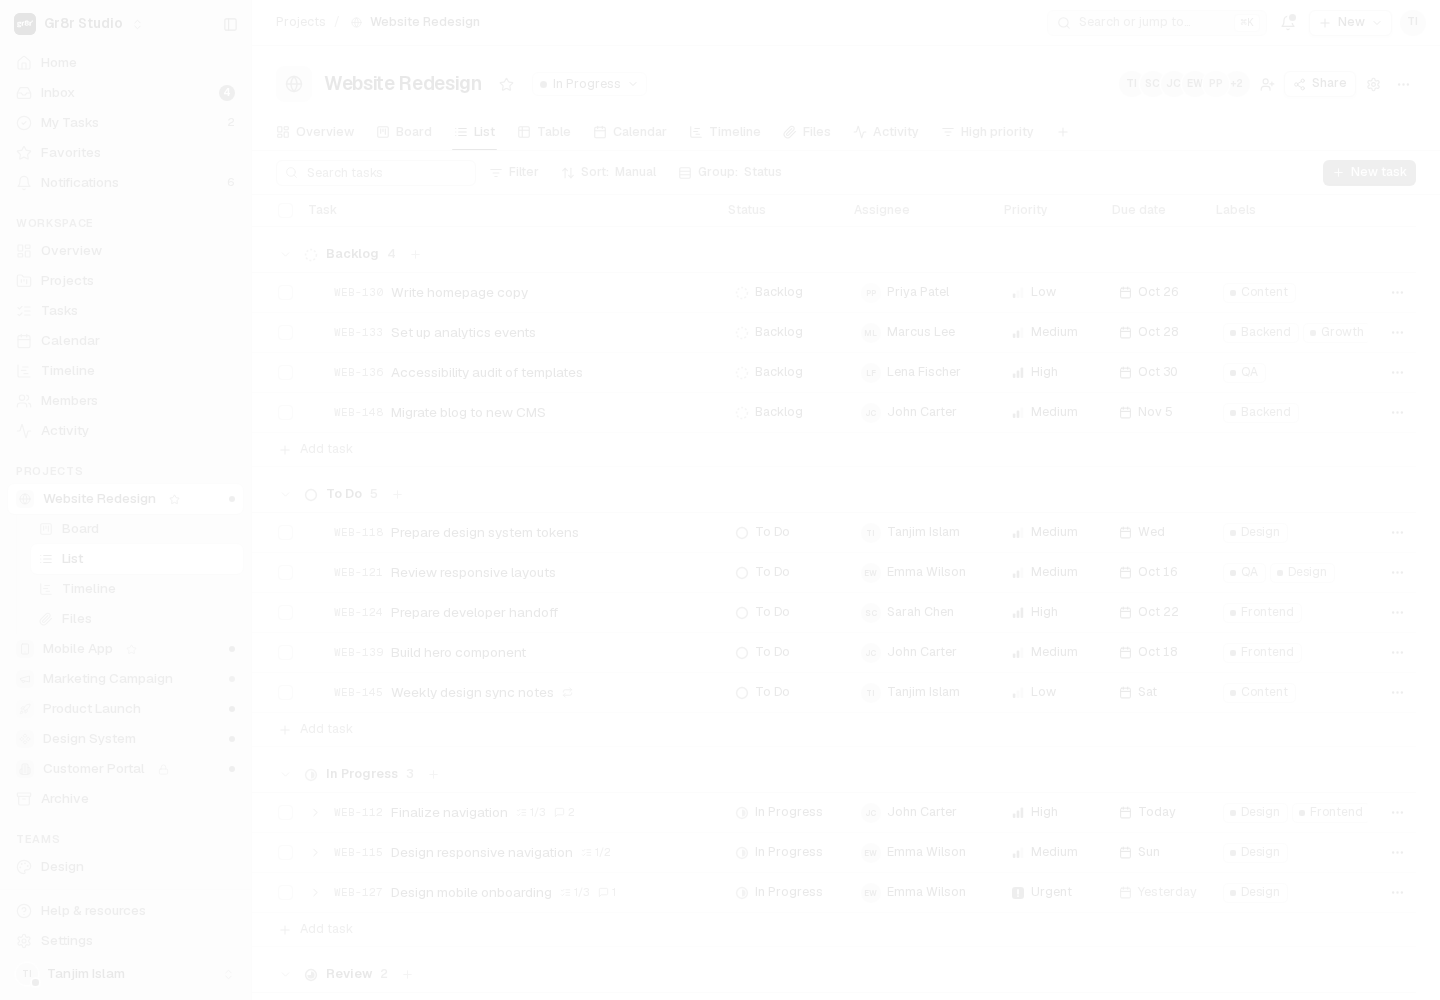 Gr8r Studio
Home
Inbox 4
My Tasks 2
Favorites
Notifications 6
WORKSPACE
Overview
Projects
Tasks
Calendar
Timeline
Members
Activity
PROJECTS
Website Redesign
Board
List
Timeline
Files
Mobile App
Marketing Campaign
Product Launch
Design System
Customer Portal
Archive
TEAMS
Design
Help & resources
Settings
TI Tanjim Islam
Projects / Website Redesign
Search or jump to... ⌘K
New
TI
Website Redesign
In Progress
TI SC JC EW PP +2
Share
Overview Board List Table Calendar Timeline Files Activity High priority
Search tasks Filter Sort: Manual Group: Status New task
Task Status Assignee Priority Due date Labels
Backlog 4
WEB-130 Write homepage copy Backlog PP Priya Patel Low Oct 26 Content
WEB-133 Set up analytics events Backlog ML Marcus Lee Medium Oct 28 Backend Growth
WEB-136 Accessibility audit of templates Backlog LF Lena Fischer High Oct 30 QA
WEB-148 Migrate blog to new CMS Backlog JC John Carter Medium Nov 5 Backend
Add task
To Do 5
WEB-118 Prepare design system tokens To Do TI Tanjim Islam Medium Wed Design
WEB-121 Review responsive layouts To Do EW Emma Wilson Medium Oct 16 QA Design
WEB-124 Prepare developer handoff To Do SC Sarah Chen High Oct 22 Frontend
WEB-139 Build hero component To Do JC John Carter Medium Oct 18 Frontend
WEB-145 Weekly design sync notes To Do TI Tanjim Islam Low Sat Content
Add task
In Progress 3
WEB-112 Finalize navigation 1/3 2 In Progress JC John Carter High Today Design Frontend
WEB-115 Design responsive navigation 1/2 In Progress EW Emma Wilson Medium Sun Design
WEB-127 Design mobile onboarding 1/3 1 In Progress EW Emma Wilson Urgent Yesterday Design
Add task
Review 2